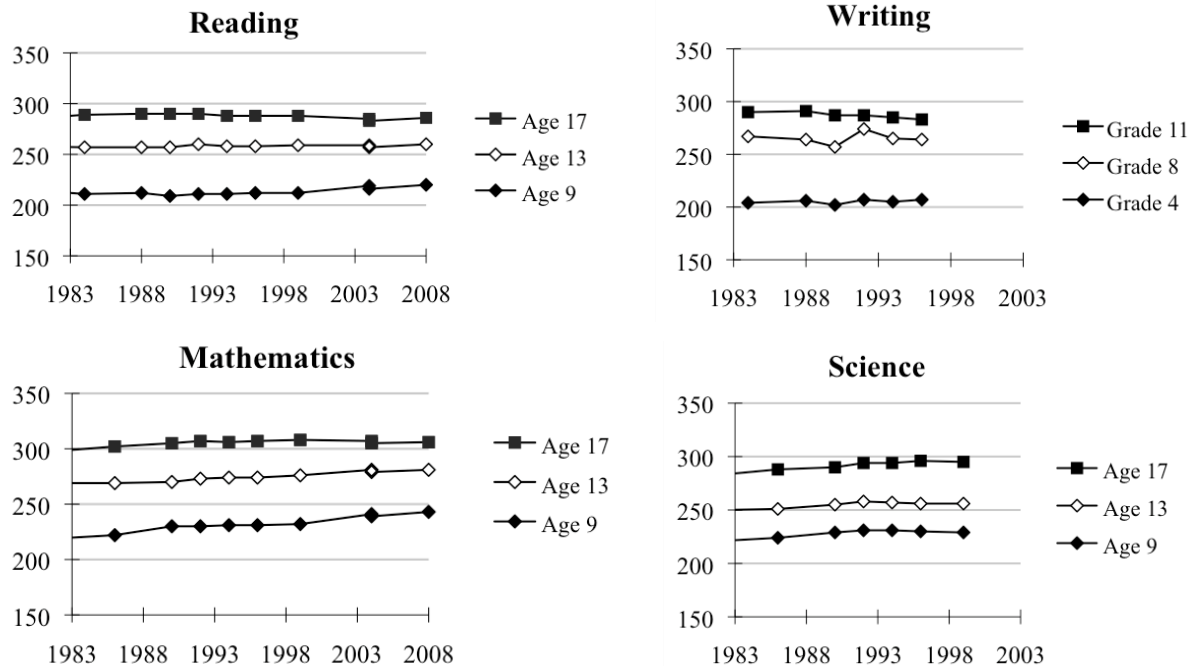 Reading
350
300
250
200
150
1983 1988 1993 1998 2003 2008
Age 17
Age 13
Age 9
Writing
350
300
250
200
150
1983 1988 1993 1998 2003
Grade 11
Grade 8
Grade 4
Mathematics
350
300
250
200
150
1983 1988 1993 1998 2003 2008
Age 17
Age 13
Age 9
Science
350
300
250
200
150
1983 1988 1993 1998 2003
Age 17
Age 13
Age 9